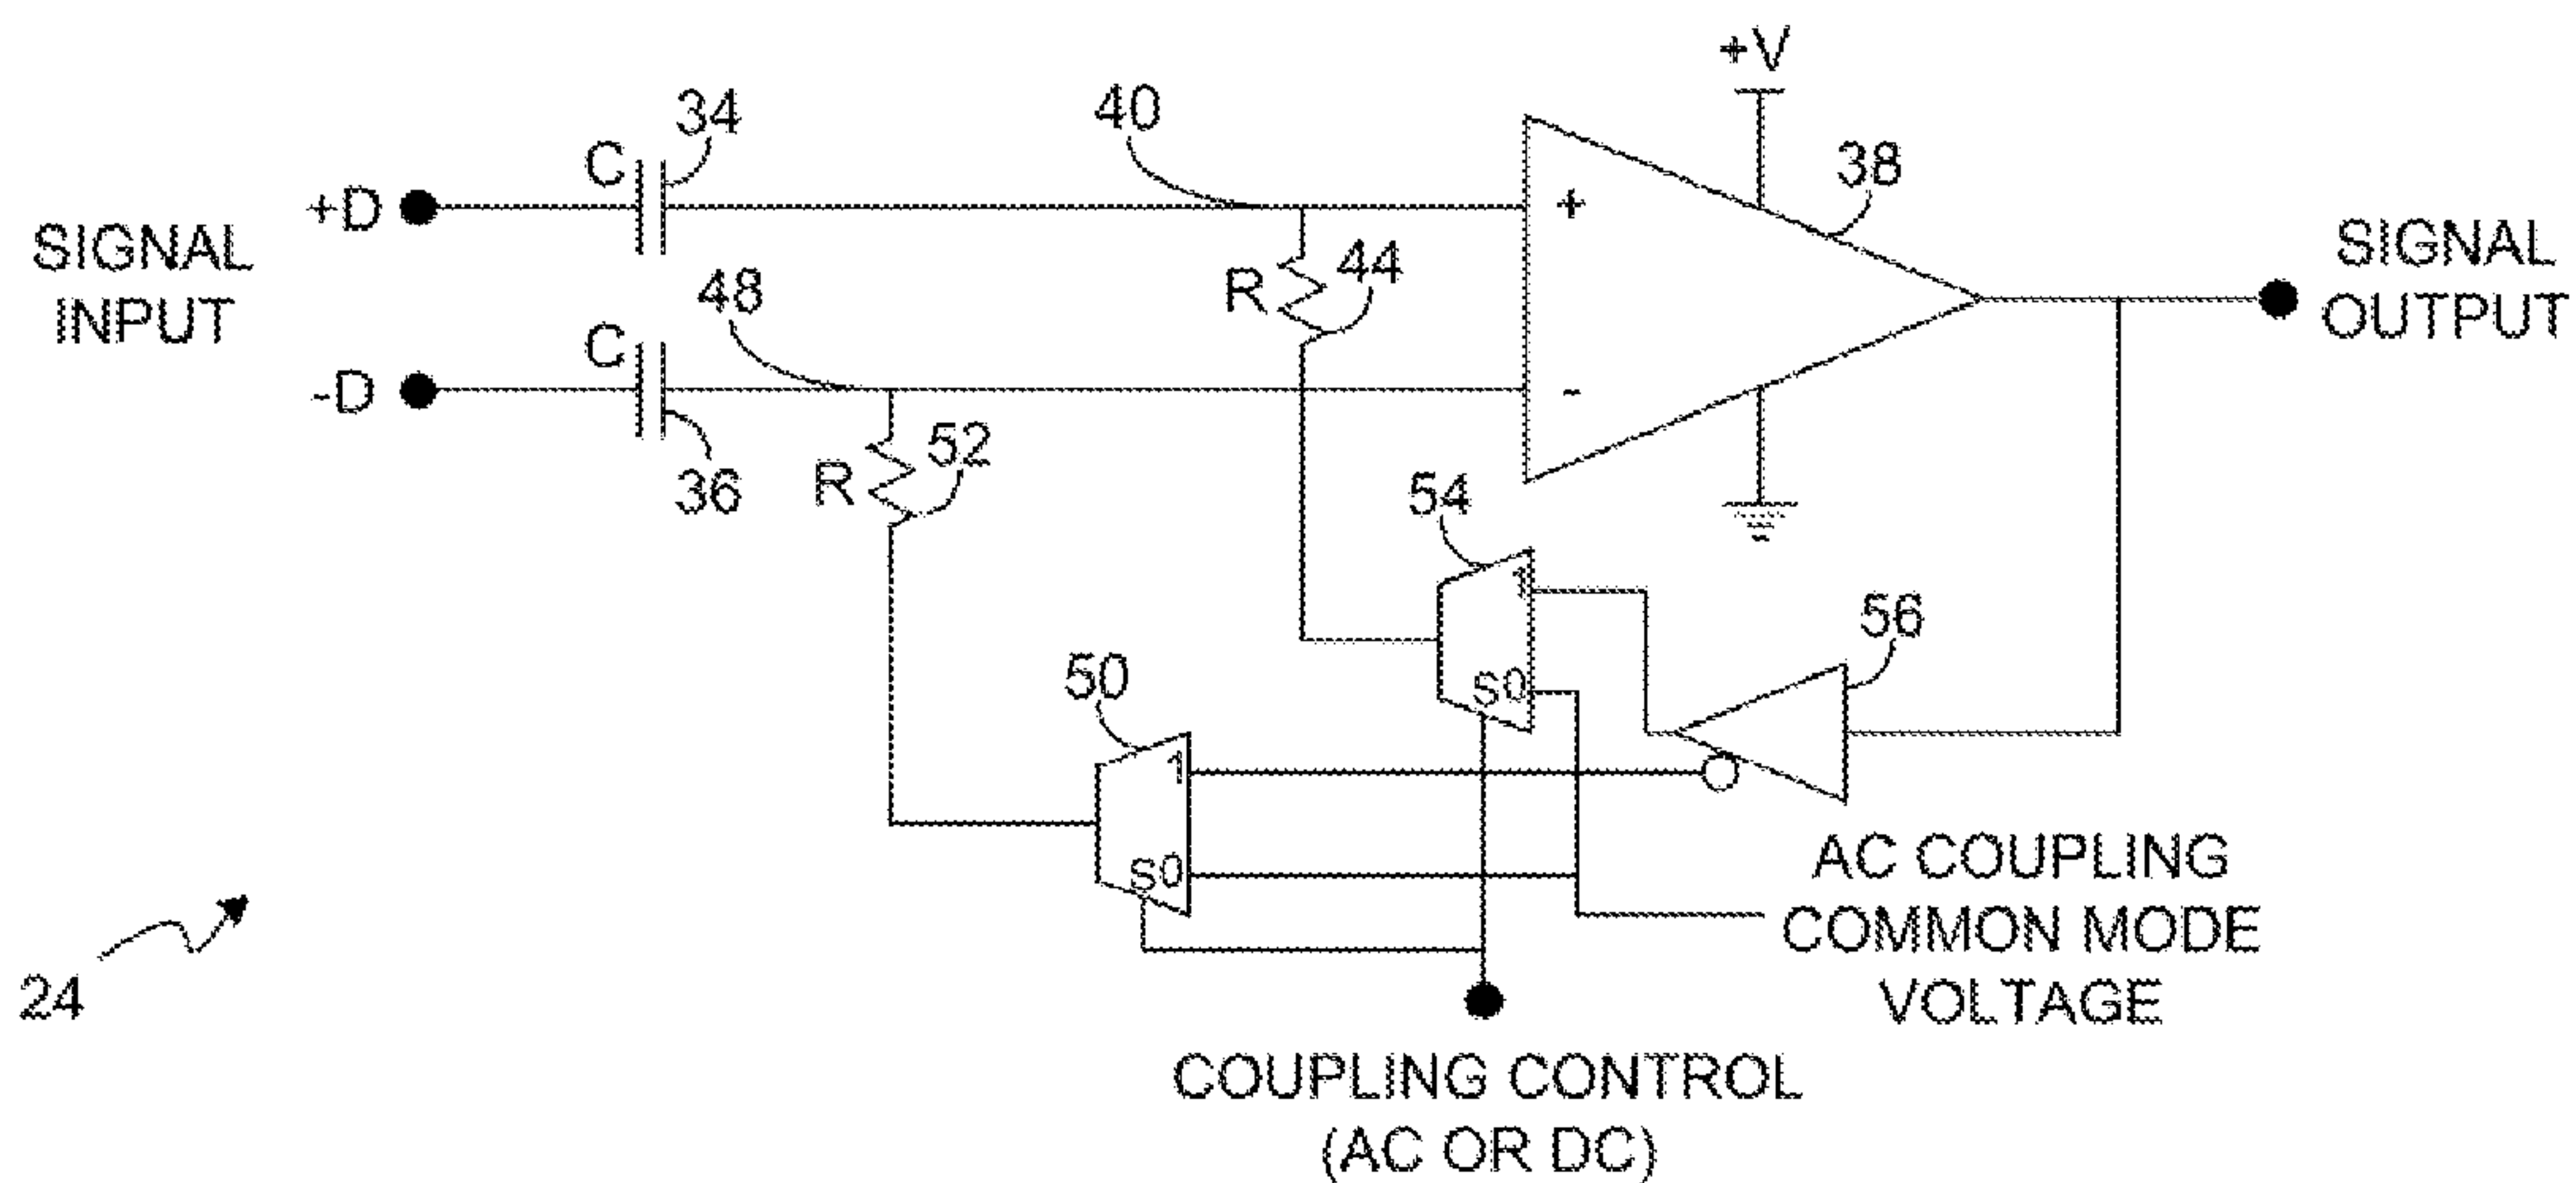 +V
34
40
C
38
+D
+
SIGNAL
INPUT
48
R
44
SIGNAL
OUTPUT
C
-D
-
36
52
R
54
1
S0
56
50
1
S0
AC COUPLING
COMMON MODE
VOLTAGE
24
COUPLING CONTROL
(AC OR DC)